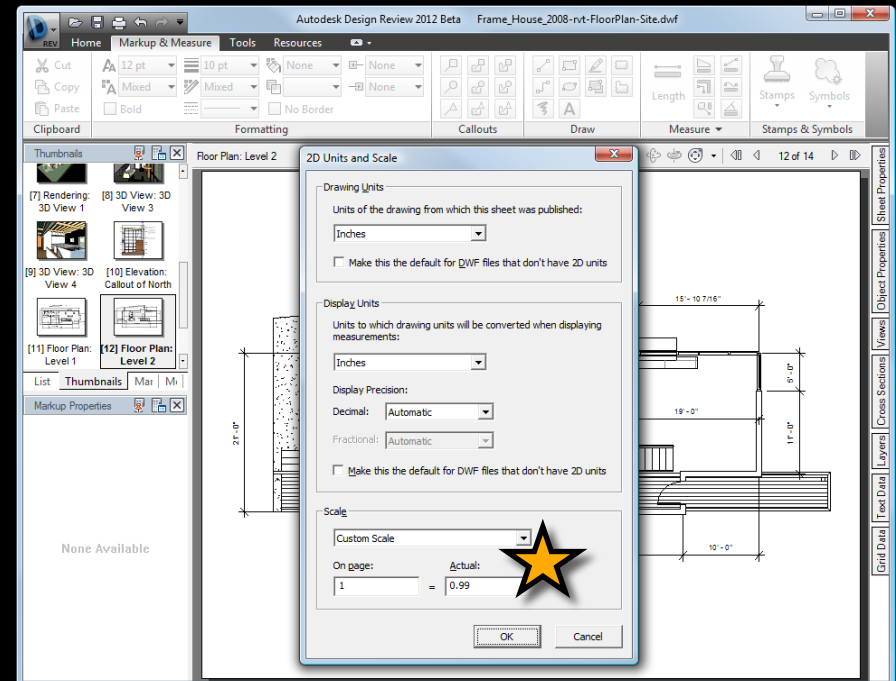 Autodesk Design Review 2012 Beta Frame_House_2008-rvt-FloorPlan-Site.dwf
REV
Home Markup & Measure Tools Resources
Cut
Copy
Paste
Clipboard
12 pt 10 pt None None
Mixed Mixed None
Bold No Border
Formatting
Callouts
Draw
Length
Measure
Stamps Symbols
Stamps & Symbols
Thumbnails
[7] Rendering: 3D View 1
[8] 3D View: 3D View 3
[9] 3D View: 3D View 4
[10] Elevation: Callout of North
[11] Floor Plan: Level 1
[12] Floor Plan: Level 2
List Thumbnails Mar
Markup Properties
None Available
Floor Plan: Level 2
12 of 14
2D Units and Scale
Drawing Units
Units of the drawing from which this sheet was published:
Inches
Make this the default for DWF files that don't have 2D units
Display Units
Units to which drawing units will be converted when displaying
measurements:
Inches
Display Precision:
Decimal: Automatic
Fractional: Automatic
Make this the default for DWF files that don't have 2D units
Scale
Custom Scale
On page: Actual:
1 = 0.99
OK Cancel
15' - 10 7/16"
5' - 0"
19' - 0"
11' - 0"
21' - 0"
10' - 0"
Sheet Properties
Object Properties
Views
Cross Sections
Layers
Text Data
Grid Data